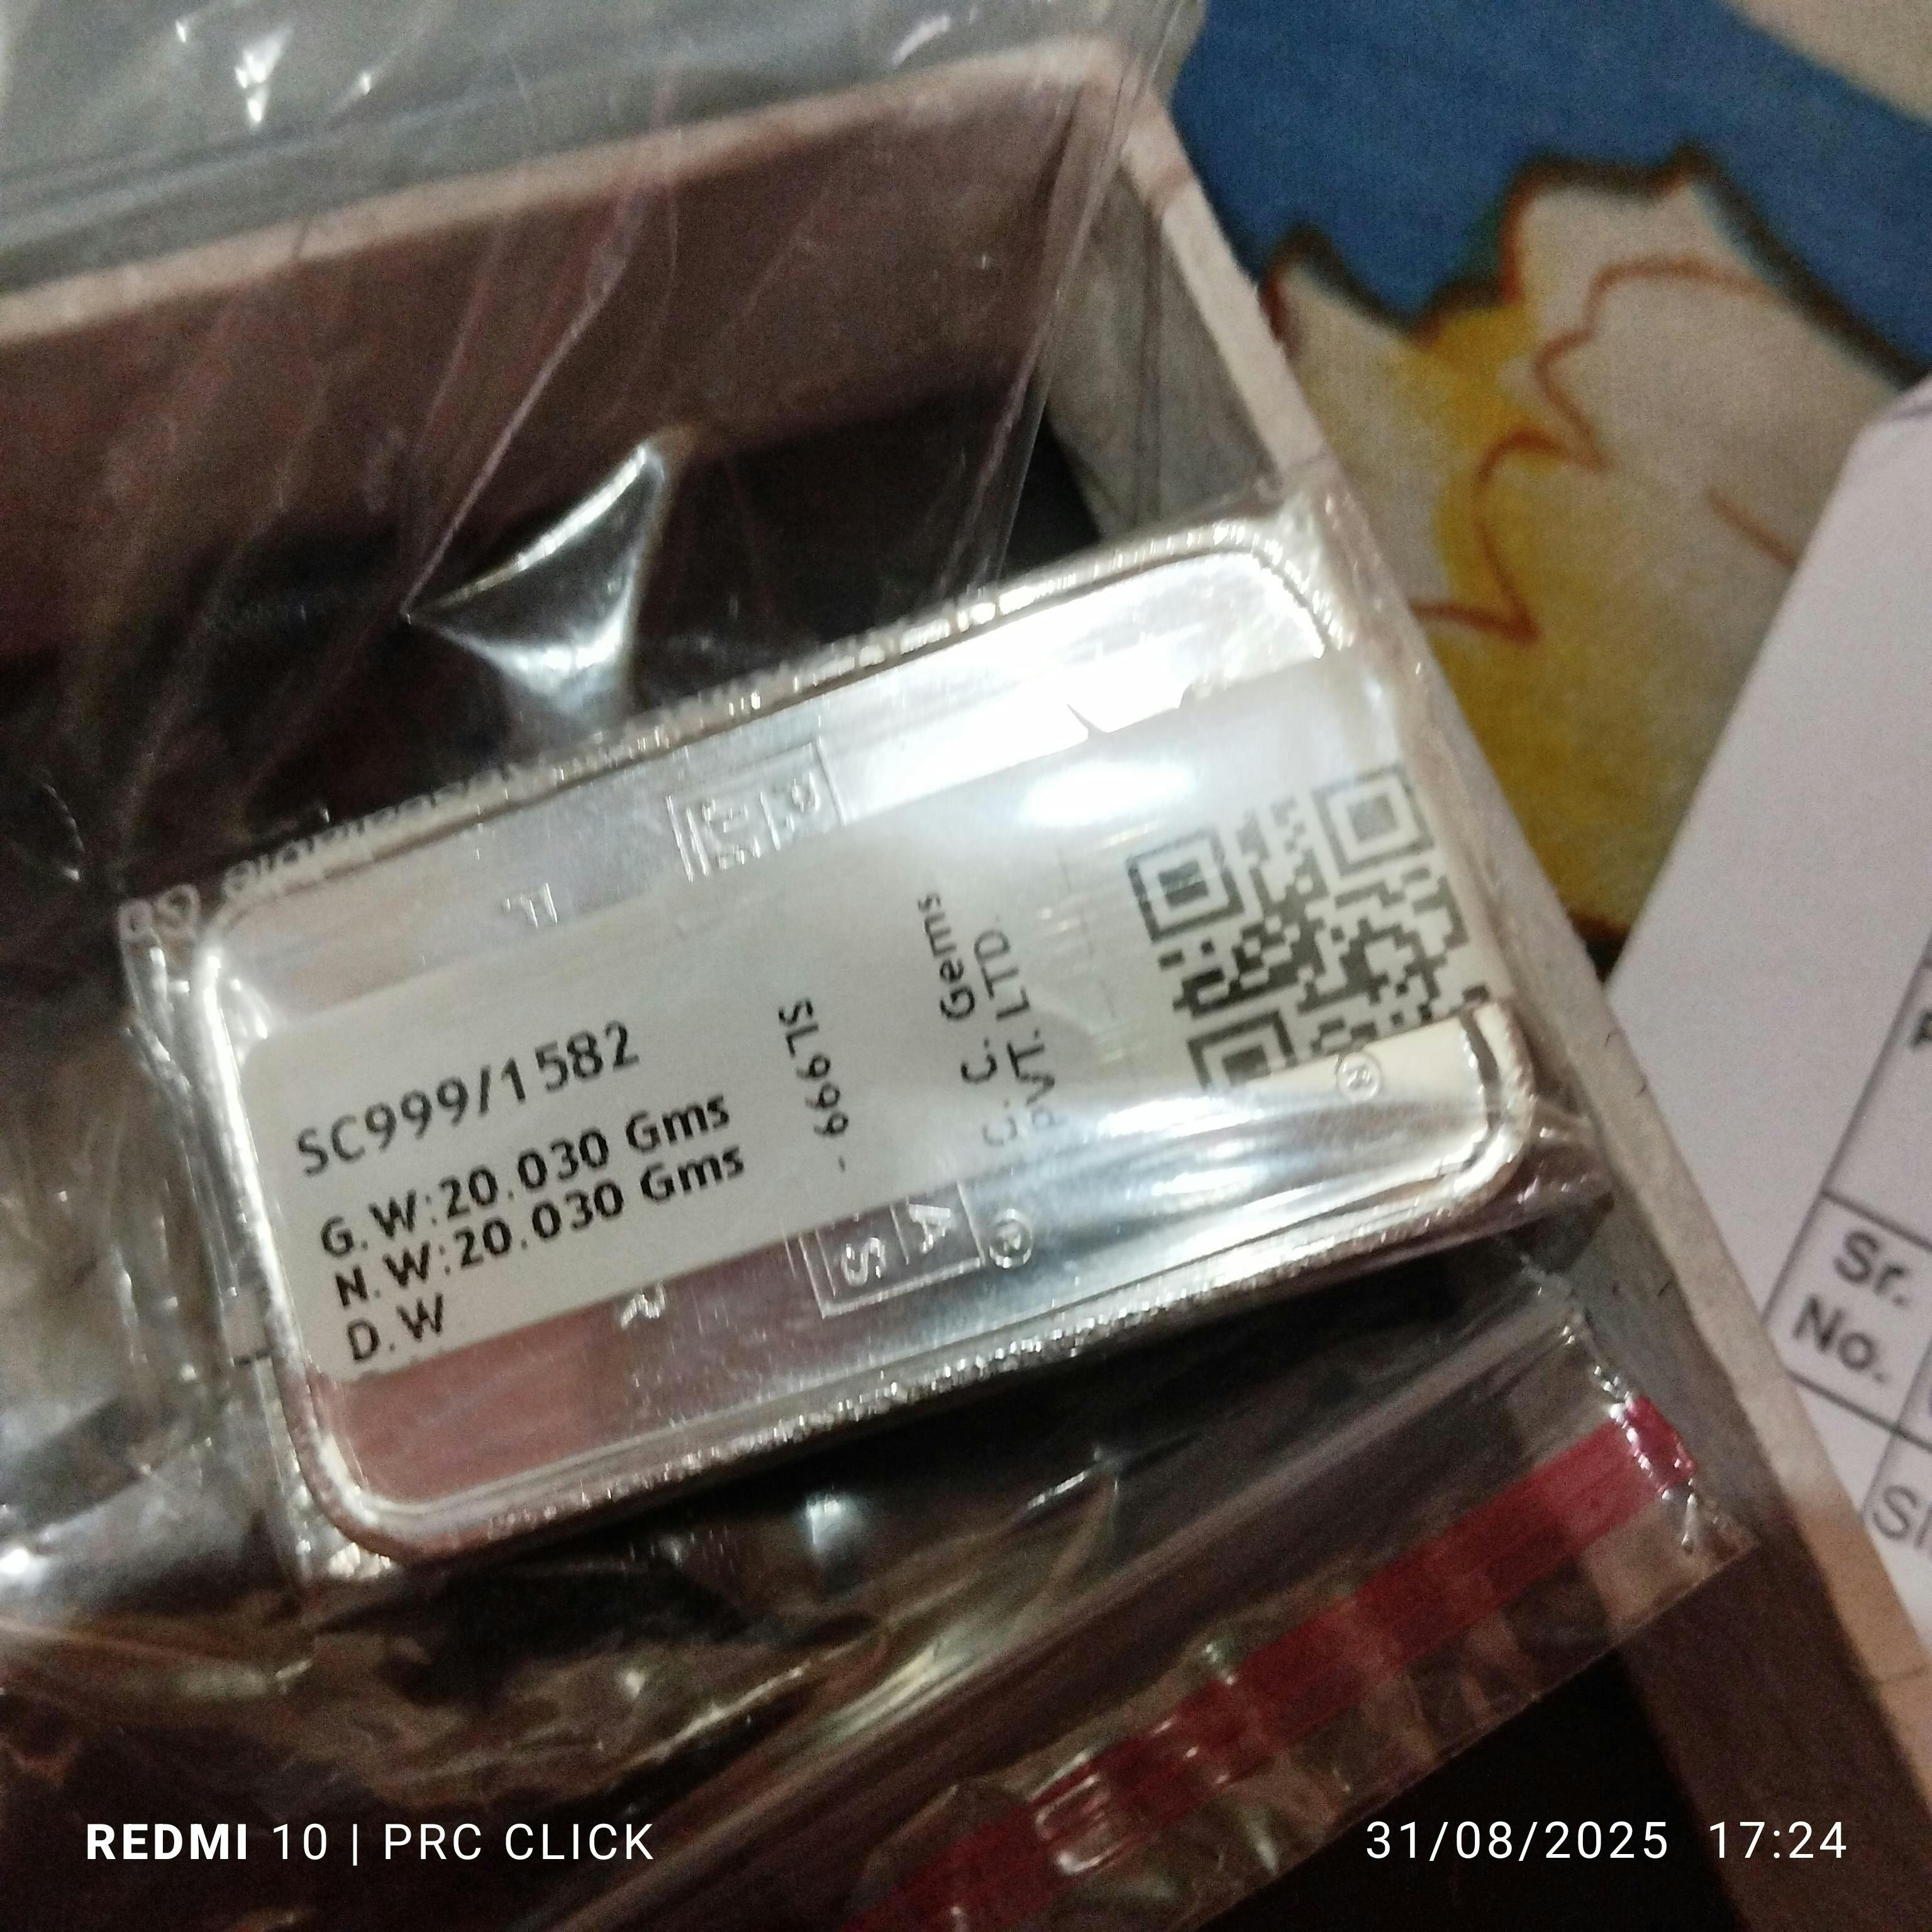 SC999/1582
G.W:20.030 Gms
N.W:20.030 Gms
D.W
C. C. Gems
PVT. LTD.
A
S
R
®
Sr.
No.
REDMI 10 | PRC CLICK
31/08/2025 17:24